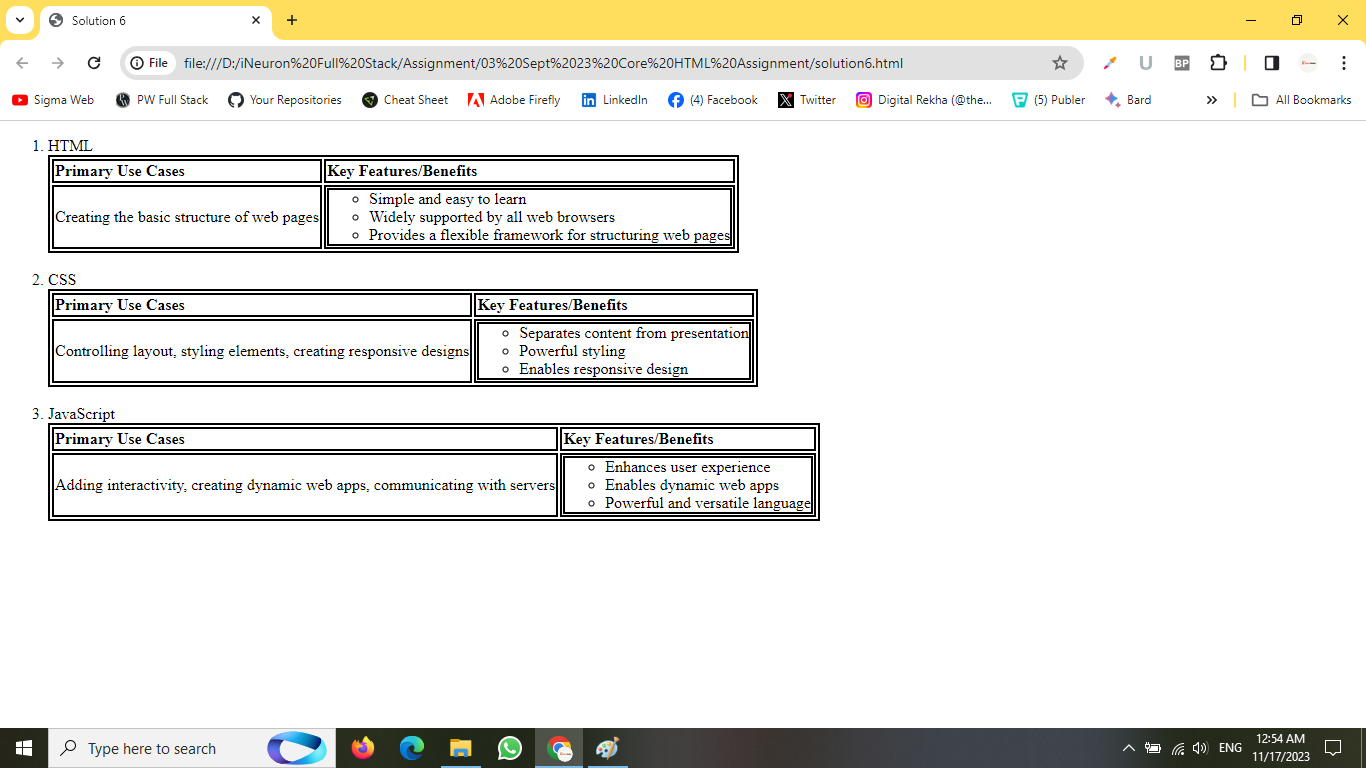 Solution 6
File file:///D:/iNeuron%20Full%20Stack/Assignment/03%20Sept%2023%20Core%20HTML%20Assignment/solution6.html BP
Sigma Web PW Full Stack Your Repositories Cheat Sheet Adobe Firefly LinkedIn (4) Facebook Twitter Digital Rekha (@the... (5) Publer Bard » All Bookmarks
1. HTML
Primary Use Cases Key Features/Benefits
Creating the basic structure of web pages
Simple and easy to learn
Widely supported by all web browsers
Provides a flexible framework for structuring web pages
2. CSS
Primary Use Cases Key Features/Benefits
Controlling layout, styling elements, creating responsive designs
Separates content from presentation
Powerful styling
Enables responsive design
3. JavaScript
Primary Use Cases Key Features/Benefits
Adding interactivity, creating dynamic web apps, communicating with servers
Enhances user experience
Enables dynamic web apps
Powerful and versatile language
Type here to search
ENG
12:54 AM
11/17/2023